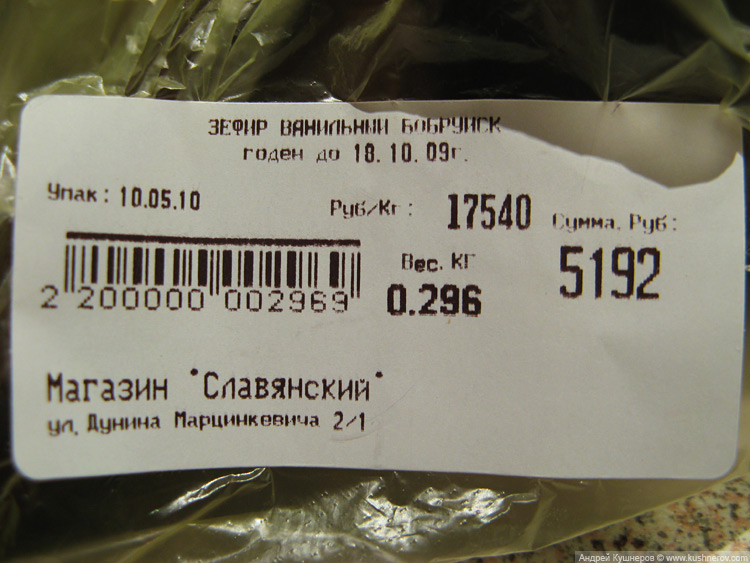 ЗЕФИР ВАНИЛЬНЫЙ БОБРУЙСК
годен до 18.10.09г.
Упак: 10.05.10
Руб/Кг: 17540
Сумма, Руб:
5192
Вес, КГ
0.296
2 200000 002969
Магазин "Славянский"
ул. Дунина Марцинкевича 2/1
Андрей Кушнеров © www.kushnerov.com